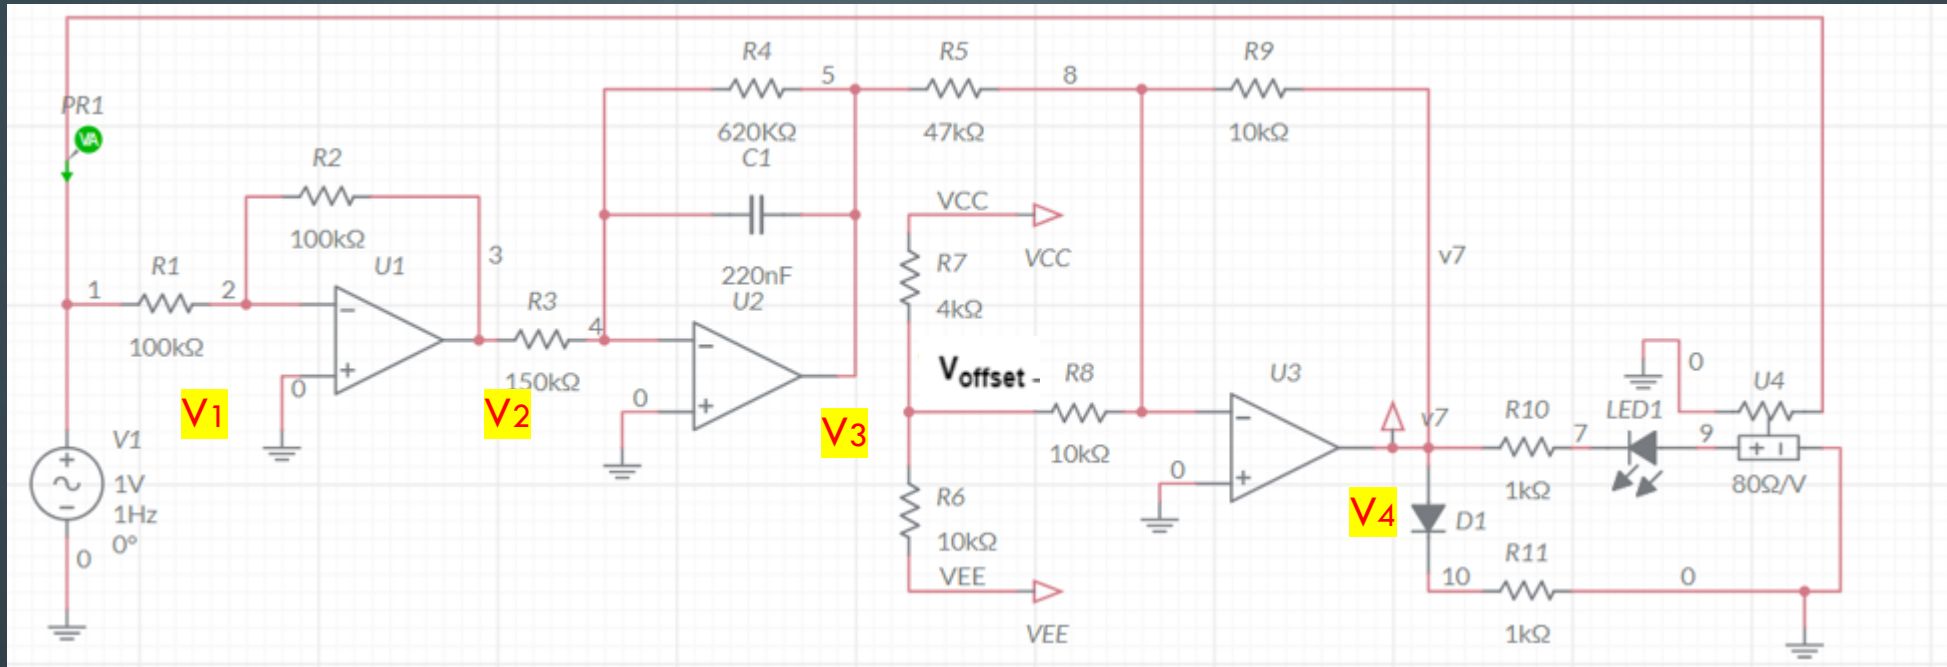 R4
5
R5
8
R9
PR1
VA
620KΩ
47kΩ
10kΩ
R2
C1
VCC
100kΩ
3
v7
R1
U1
220nF
R7
VCC
1
2
R3
U2
4kΩ
4
100kΩ
Voffset -
R8
U3
0
U4
0
150kΩ
0
V1
V2
V3
v7
R10
LED1
V1
10kΩ
7
9
1V
0
1kΩ
80Ω/V
1Hz
R6
V4
D1
0°
10kΩ
R11
0
VEE
10
0
VEE
1kΩ